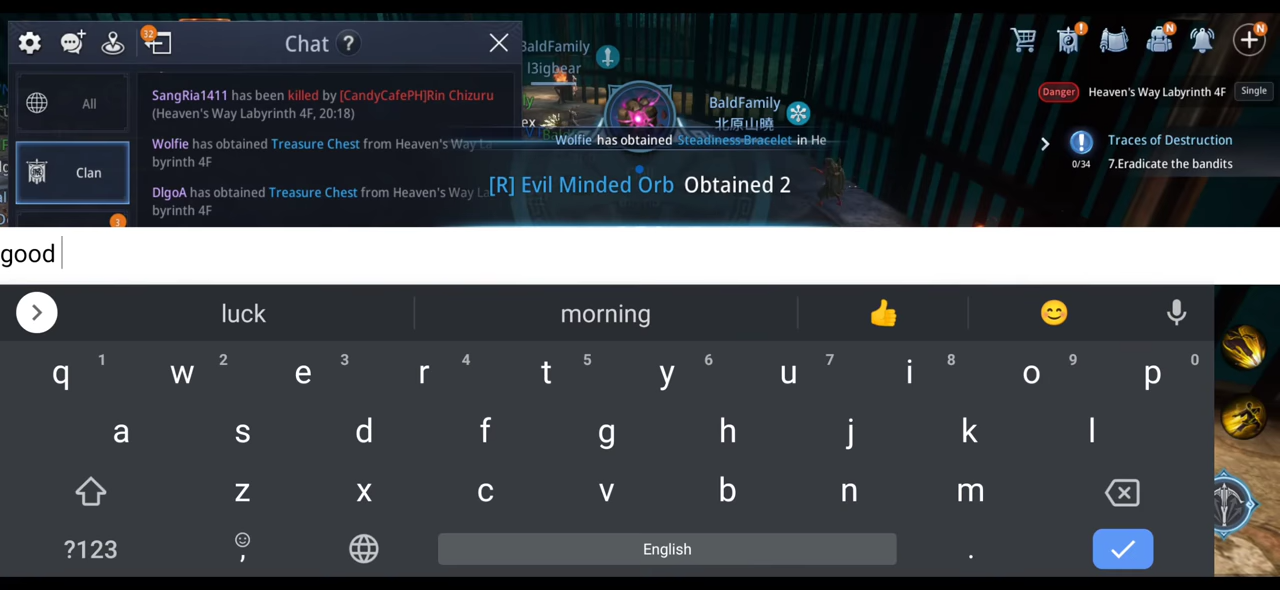 32
Chat ?
All
SangRia1411 has been killed by [CandyCafePH]Rin Chizuru
(Heaven's Way Labyrinth 4F, 20:18)
Clan
Wolfie has obtained Treasure Chest from Heaven's Way La
byrinth 4F
DlgoA has obtained Treasure Chest from Heaven's Way La
byrinth 4F
3
BaldFamily
l3igbear
BaldFamily
北原山曉
Wolfie has obtained Steadiness Bracelet in He
[R] Evil Minded Orb Obtained 2
! N N
Danger Heaven's Way Labyrinth 4F Single
Traces of Destruction
0/34 7.Eradicate the bandits
good
luck morning
q 1 w 2 e 3 r 4 t 5 y 6 u 7 i 8 o 9 p 0
a s d f g h j k l
z x c v b n m
?123 , English .